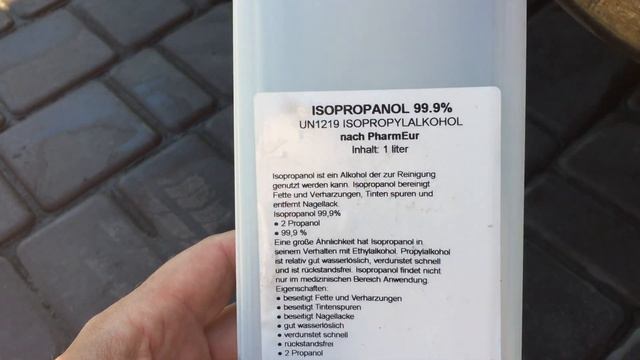 ISOPROPANOL 99.9%
UN1219 ISOPROPYLALKOHOL
nach PharmEur
Inhalt: 1 liter
Isopropanol ist ein Alkohol der zur Reinigung
genutzt werden kann. Isopropanol bereinigt
Fette und Verharzungen, Tinten spuren und
entfernt Nagellack.
Isopropanol 99,9%
● 2 Propanol
● 99,9 %
Eine große Ähnlichkeit hat Isopropanol in
seinem Verhalten mit Ethylalkohol. Propylalkohol
ist relativ gut wasserlöslich, verdunstet schnell
und ist rückstandsfrei. Isopropanol findet nicht
nur im medizinischen Bereich Anwendung.
Eigenschaften:
● beseitigt Fette und Verharzungen
● beseitigt Tintenspuren
● beseitigt Nagellacke
● gut wasserlöslich
● verdunstet schnell
● rückstandsfrei
● 2 Propanol